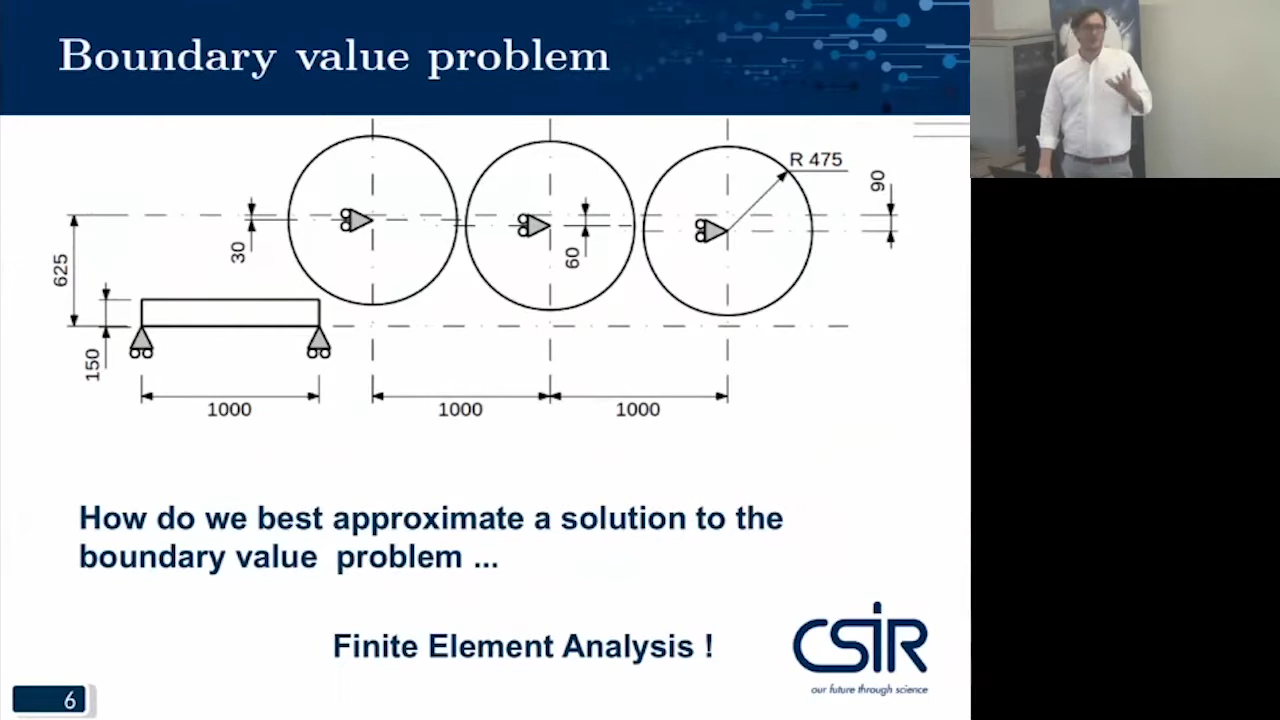 Boundary value problem
R 475
90
30
60
625
150
1000
1000
1000
How do we best approximate a solution to the
boundary value problem ...
Finite Element Analysis !
CSIR
our future through science
6